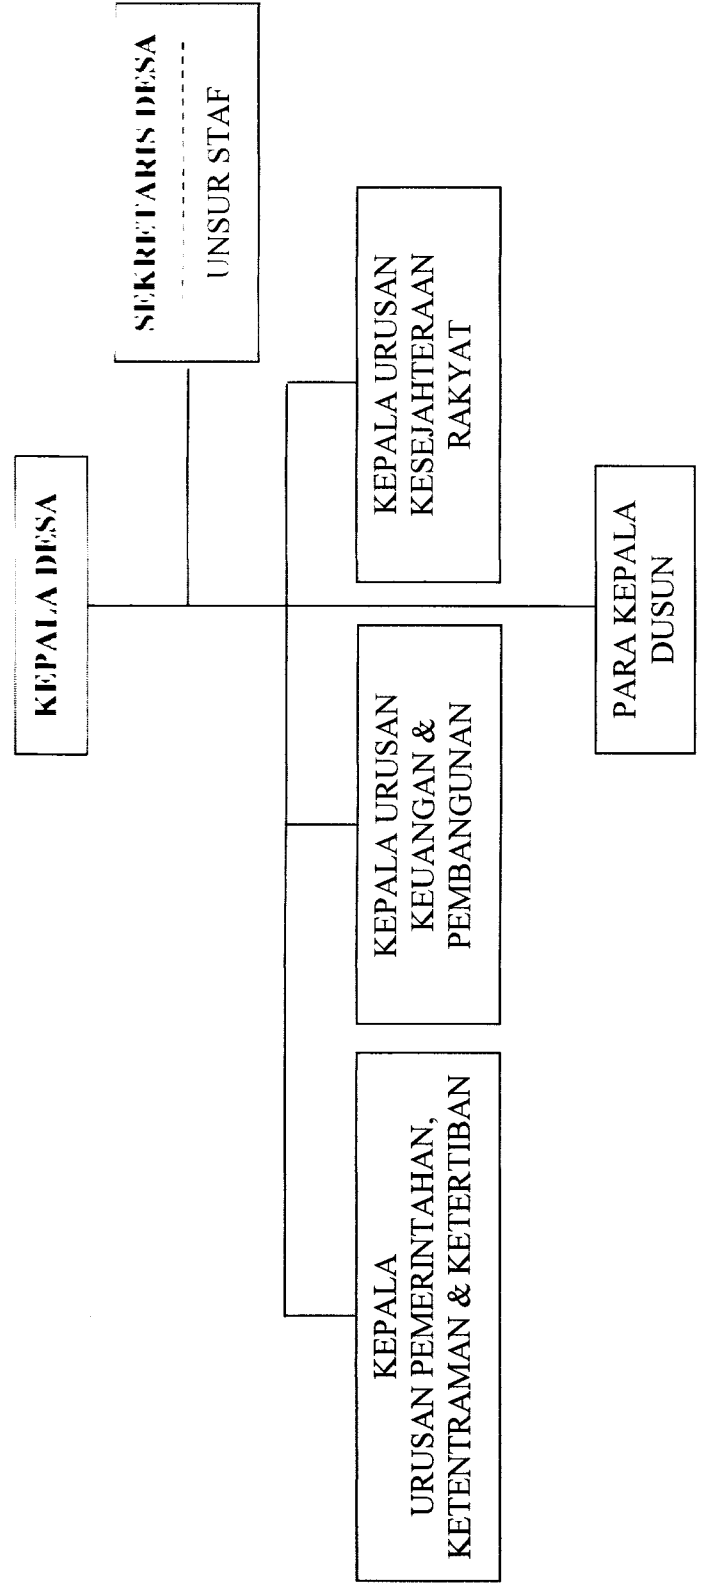 KEPALA DESA
SEKRETARIS DESA
UNSUR STAF
KEPALA
URUSAN PEMERINTAHAN,
KETENTRAMAN & KETERTIBAN
KEPALA URUSAN
KEUANGAN &
PEMBANGUNAN
KEPALA URUSAN
KESEJAHTERAAN
RAKYAT
PARA KEPALA
DUSUN